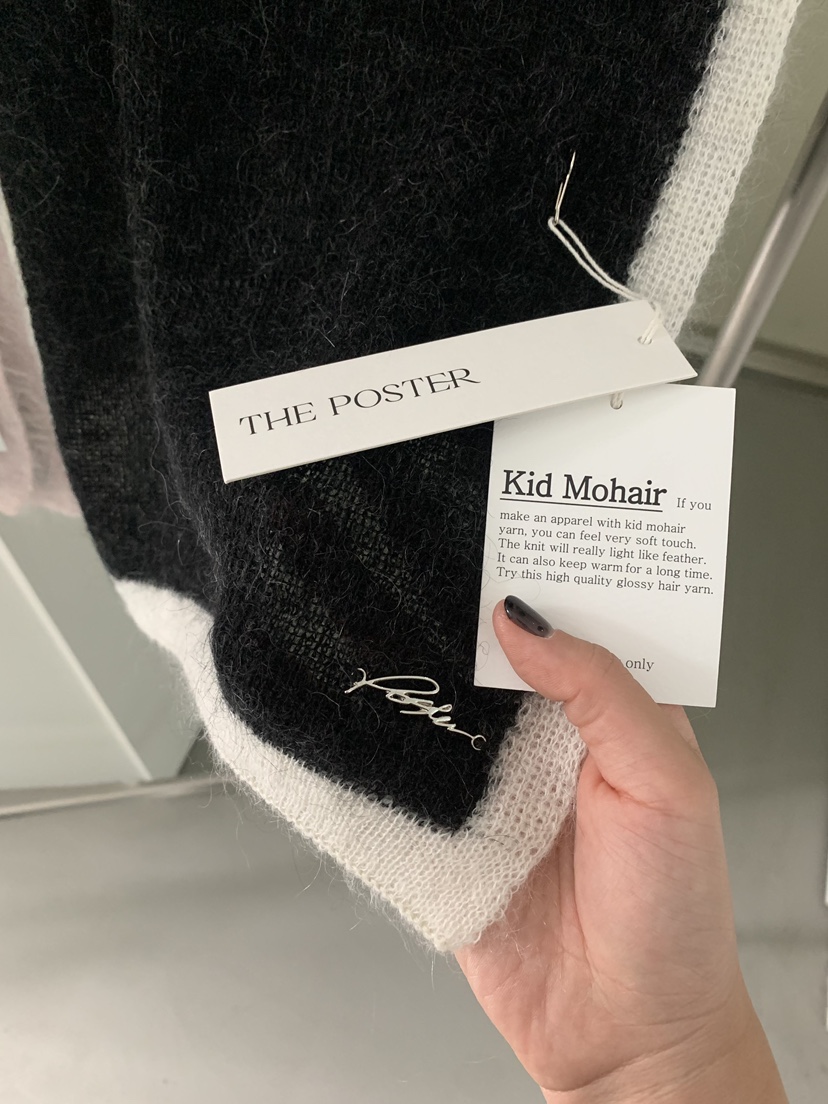 THE POSTER
Kid Mohair If you
make an apparel with kid mohair
yarn, you can feel very soft touch.
The knit will really light like feather.
It can also keep warm for a long time.
Try this high quality glossy hair yarn.
only
Poster